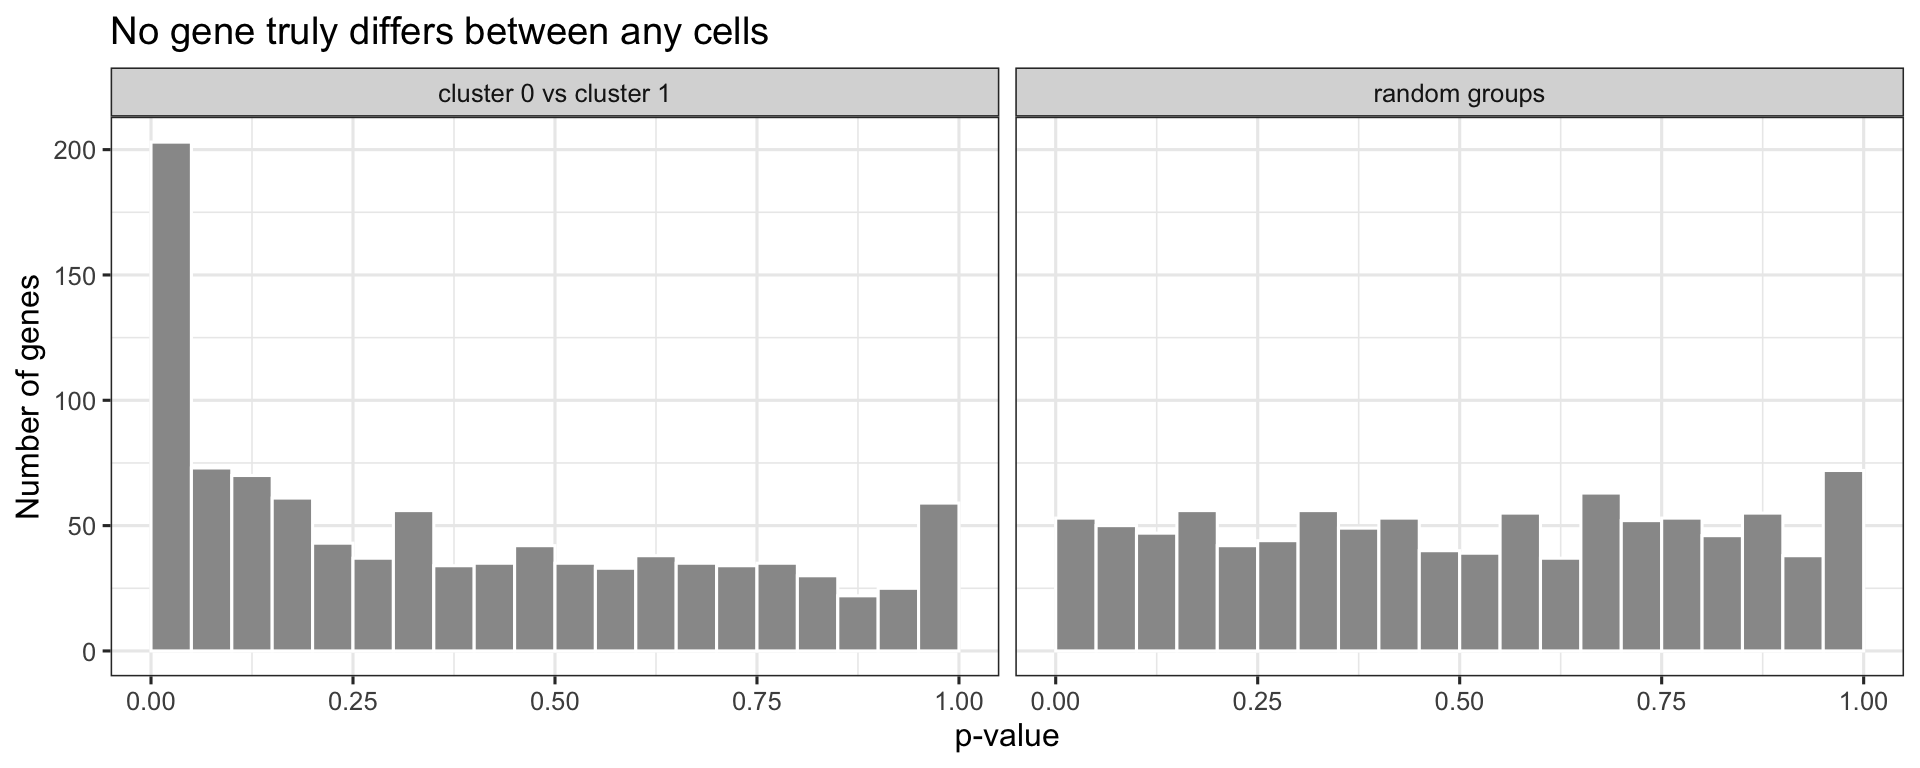 No gene truly differs between any cells
cluster 0 vs cluster 1
random groups
Number of genes
200
150
100
50
0
0.00 0.25 0.50 0.75 1.00
0.00 0.25 0.50 0.75 1.00
p-value